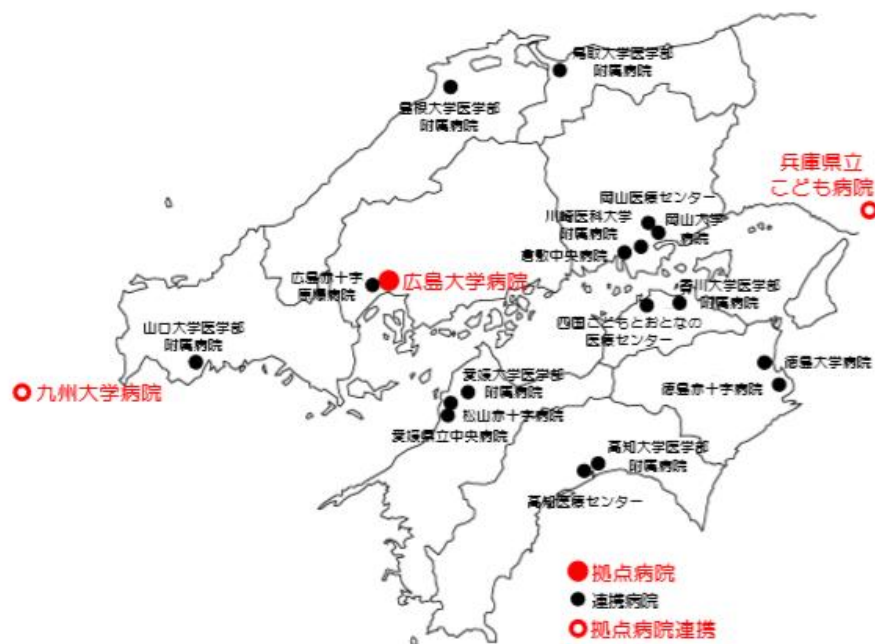 鳥取大学医学部
附属病院
島根大学医学部
附属病院
兵庫県立
こども病院
岡山医療センター
川崎医科大学
附属病院
岡山大学
病院
倉敷中央病院
広島赤十字
原爆病院
広島大学病院
香川大学医学部
附属病院
四国こどもとおとなの
医療センター
山口大学医学部
附属病院
九州大学病院
愛媛大学医学部
附属病院
松山赤十字病院
愛媛県立中央病院
徳島大学病院
徳島赤十字病院
高知大学医学部
附属病院
高知医療センター
拠点病院
連携病院
拠点病院連携